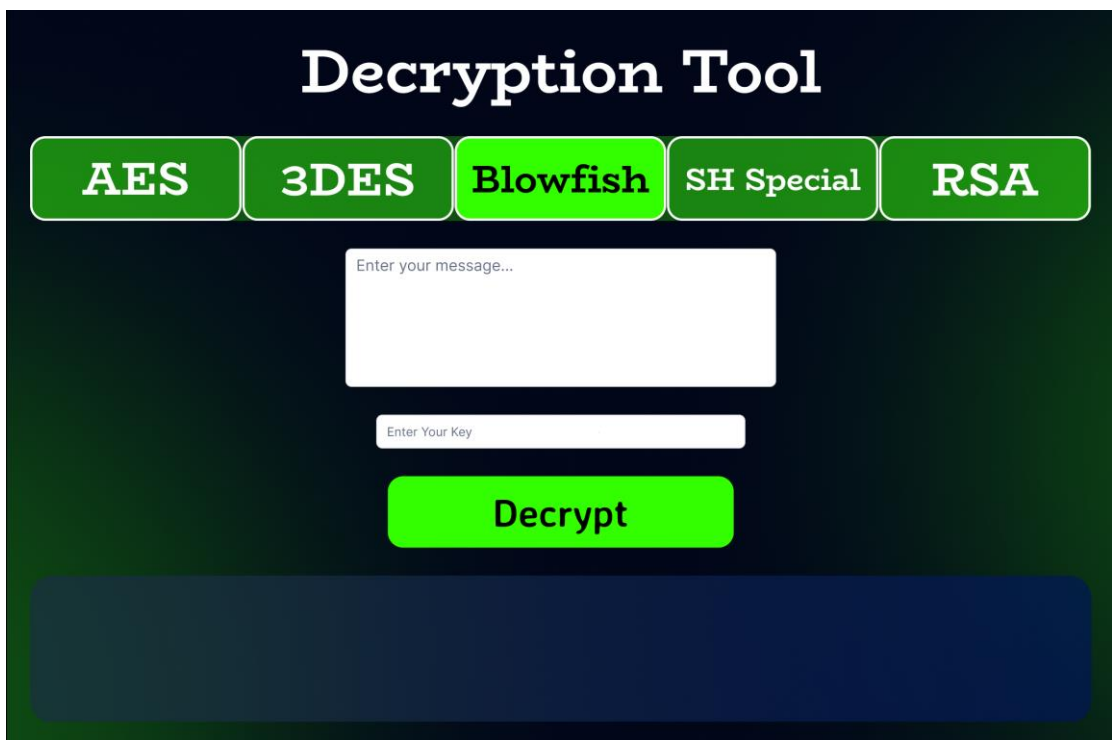 Decryption Tool
AES 3DES Blowfish SH Special RSA
Enter your message...
Enter Your Key
Decrypt